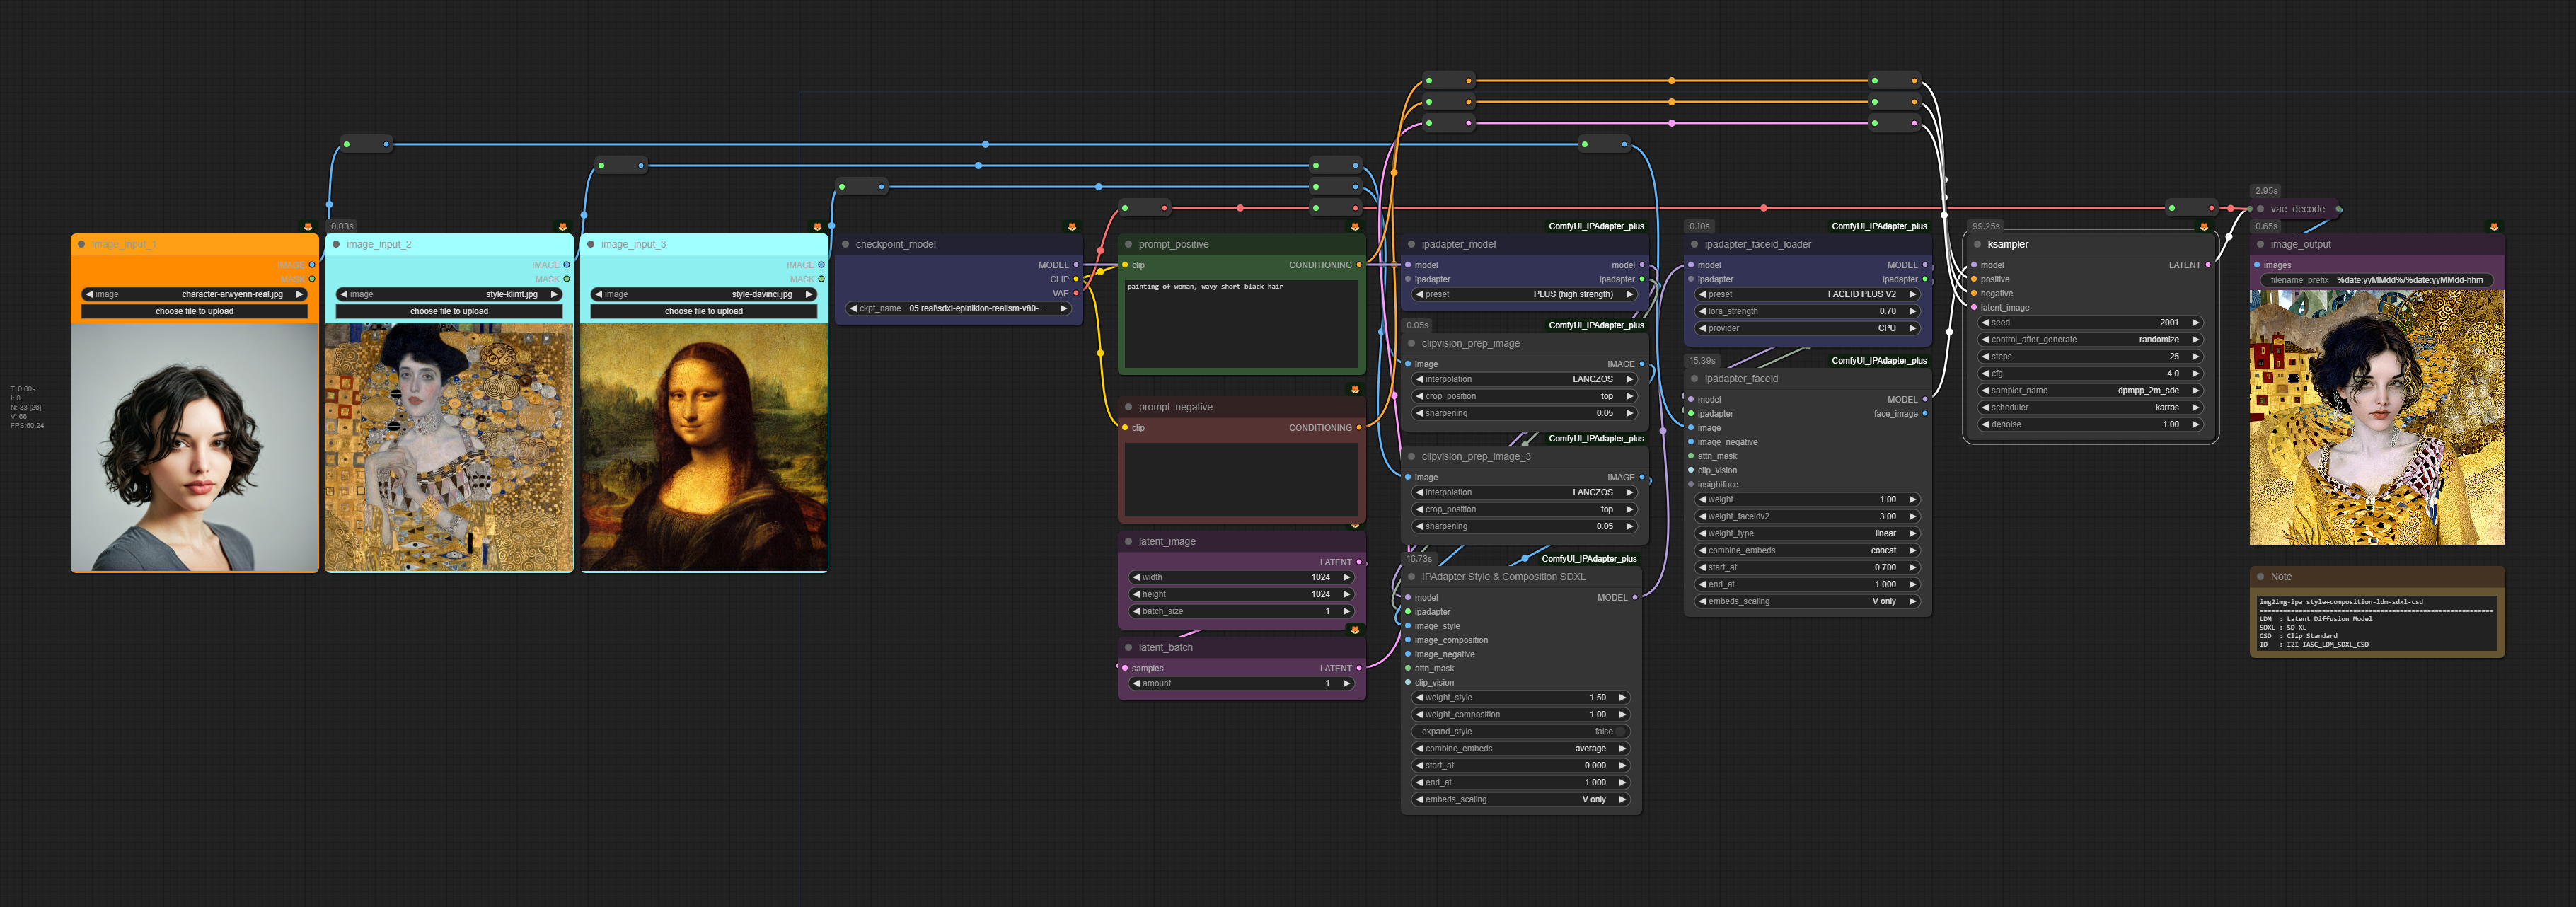 T: 0.00s
I: 0
N: 33 [26]
V: 66
FPS:60.24
image_input_1
IMAGE
MASK
image character-arwyenn-real.jpg
choose file to upload
0.03s
image_input_2
IMAGE
MASK
image style-klimt.jpg
choose file to upload
image_input_3
IMAGE
MASK
image style-davinci.jpg
choose file to upload
checkpoint_model
MODEL
CLIP
VAE
ckpt_name 05 real\sdxl-epinikion-realism-v80-...
prompt_positive
clip CONDITIONING
painting of woman, wavy short black hair
prompt_negative
clip CONDITIONING
latent_image
LATENT
width 1024
height 1024
batch_size 1
latent_batch
samples LATENT
amount 1
ComfyUI_IPAdapter_plus
ipadapter_model
model model
ipadapter ipadapter
preset PLUS (high strength)
0.05s ComfyUI_IPAdapter_plus
clipvision_prep_image
image IMAGE
interpolation LANCZOS
crop_position top
sharpening 0.05
ComfyUI_IPAdapter_plus
clipvision_prep_image_3
image IMAGE
interpolation LANCZOS
crop_position top
sharpening 0.05
16.73s ComfyUI_IPAdapter_plus
IPAdapter Style & Composition SDXL
model MODEL
ipadapter
image_style
image_composition
image_negative
attn_mask
clip_vision
weight_style 1.50
weight_composition 1.00
expand_style false
combine_embeds average
start_at 0.000
end_at 1.000
embeds_scaling V only
0.10s ComfyUI_IPAdapter_plus
ipadapter_faceid_loader
model MODEL
ipadapter ipadapter
preset FACEID PLUS V2
lora_strength 0.70
provider CPU
15.39s ComfyUI_IPAdapter_plus
ipadapter_faceid
model MODEL
ipadapter face_image
image
image_negative
attn_mask
clip_vision
insightface
weight 1.00
weight_faceidv2 3.00
weight_type linear
combine_embeds concat
start_at 0.700
end_at 1.000
embeds_scaling V only
99.25s
ksampler
model LATENT
positive
negative
latent_image
seed 2001
control_after_generate randomize
steps 25
cfg 4.0
sampler_name dpmpp_2m_sde
scheduler karras
denoise 1.00
2.95s
vae_decode
0.65s
image_output
images
filename_prefix %date:yyMMdd%/%date:yyMMdd-hhm
Note
img2img-ipa style+composition-ldm-sdxl-csd
==========================================================
LDM : Latent Diffusion Model
SDXL : SD XL
CSD : Clip Standard
ID : I2I-IASC_LDM_SDXL_CSD